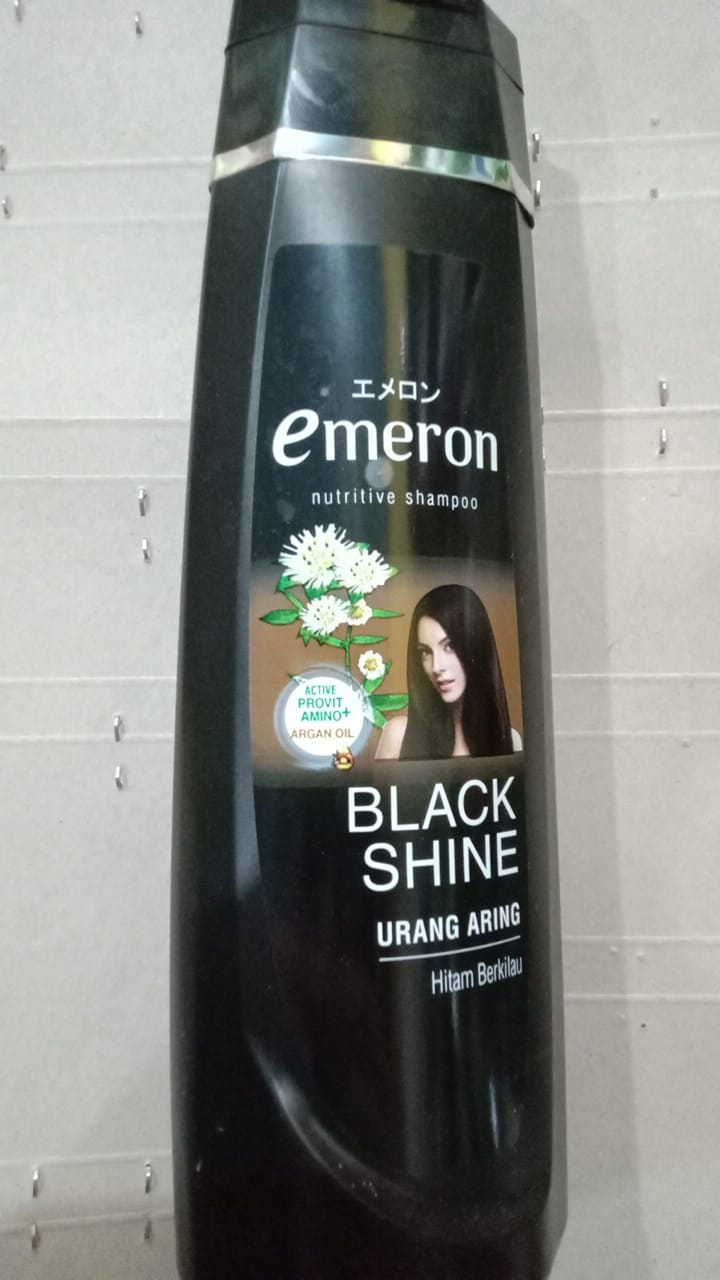 エメロン
emeron
nutritive shampoo
ACTIVE
PROVIT
AMINO+
ARGAN OIL
BLACK
SHINE
URANG ARING
Hitam Berkilau